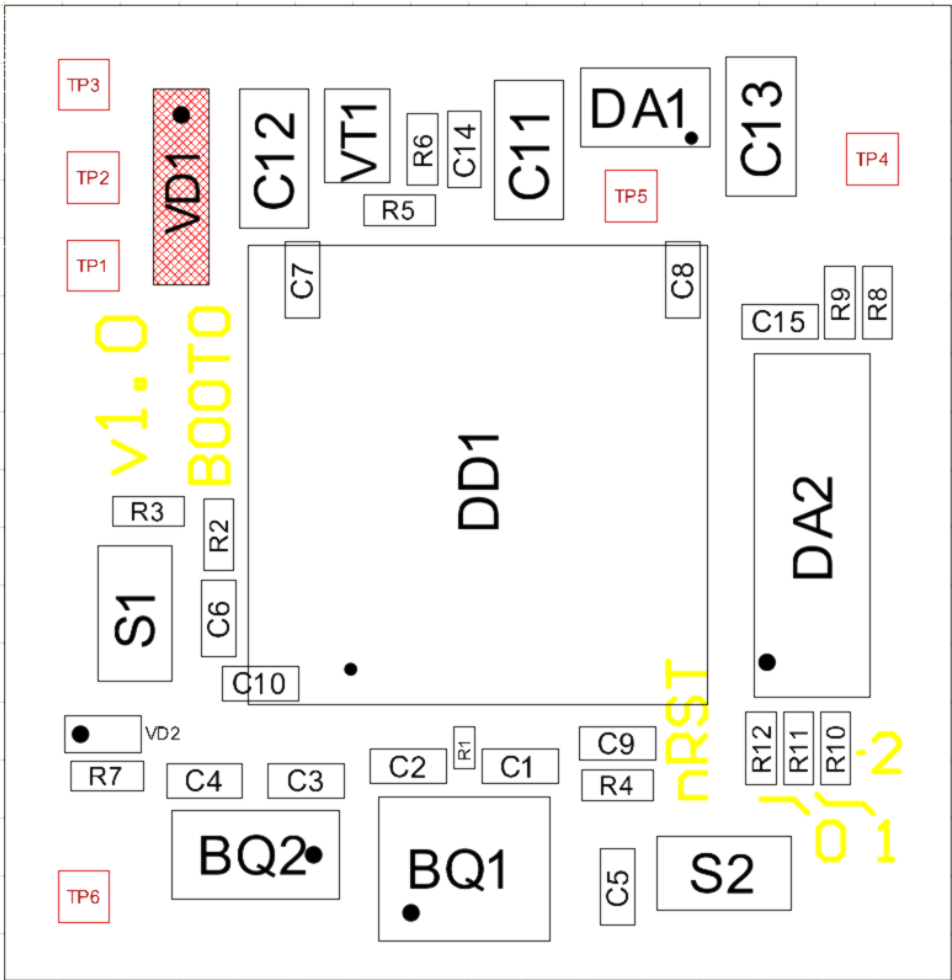 TP3
VD1
C12
VT1
R6
C14
C11
DA1
C13
TP2
TP4
R5
TP5
TP1
C7
C8
R9
R8
C15
v1.0
BOOT0
DD1
DA2
R3
R2
S1
C6
C10
nRST
VD2
R1
C9
R12
R11
R10
-2
R7
C4
C3
C2
C1
R4
0 1
BQ2
BQ1
C5
S2
TP6